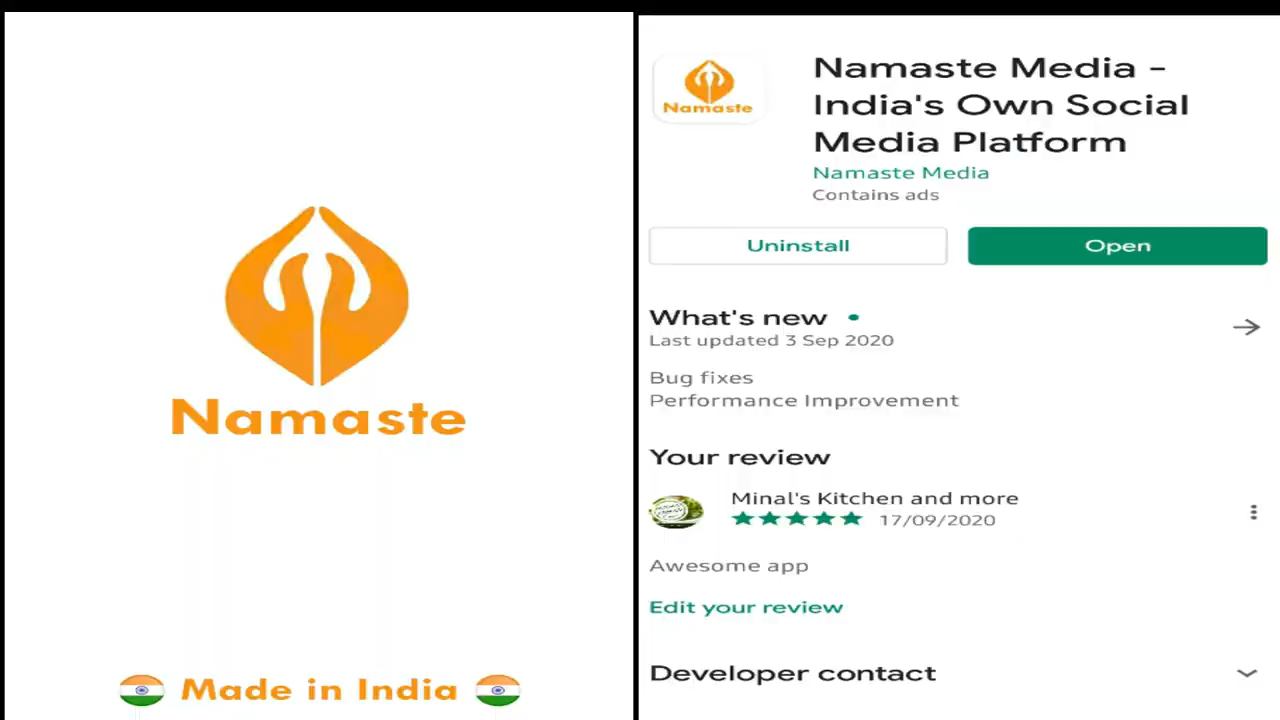 Namaste
Made in India
Namaste
Namaste Media -
India's Own Social
Media Platform
Namaste Media
Contains ads
Uninstall
Open
What's new
Last updated 3 Sep 2020
Bug fixes
Performance Improvement
Your review
Minal's Kitchen and more
17/09/2020
Awesome app
Edit your review
Developer contact